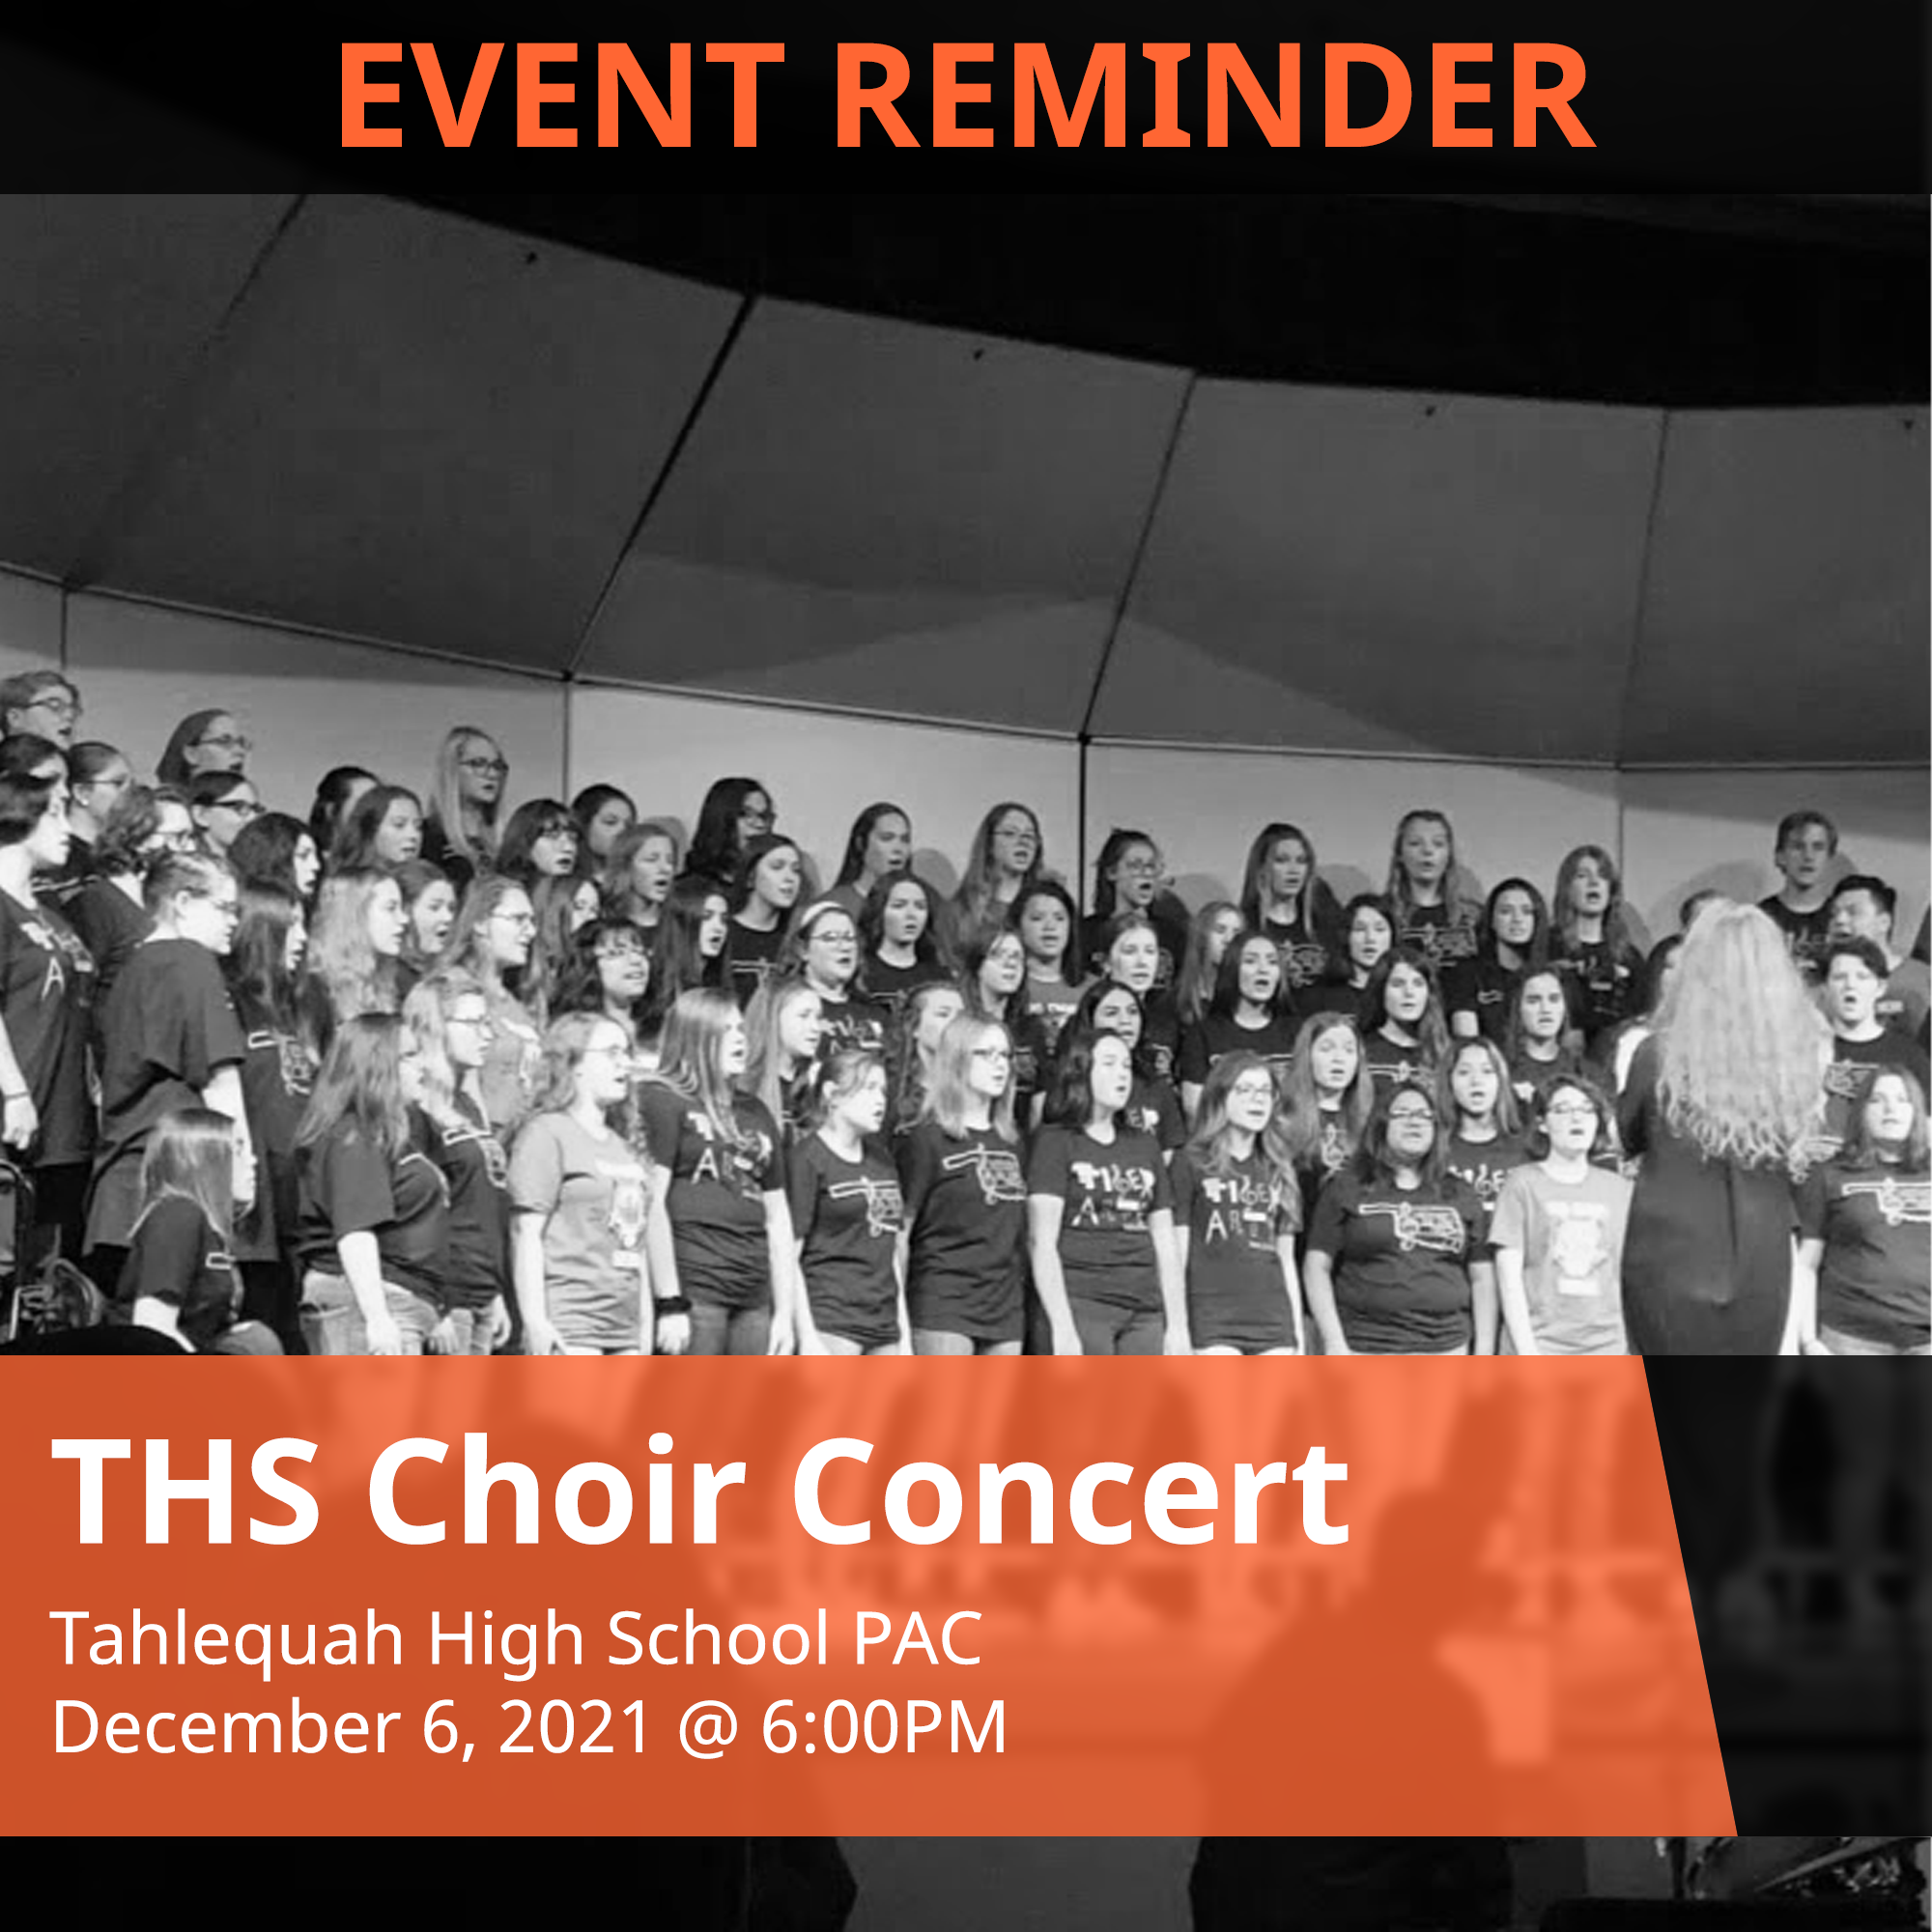 EVENT REMINDER
THS Choir Concert
Tahlequah High School PAC
December 6, 2021 @ 6:00PM